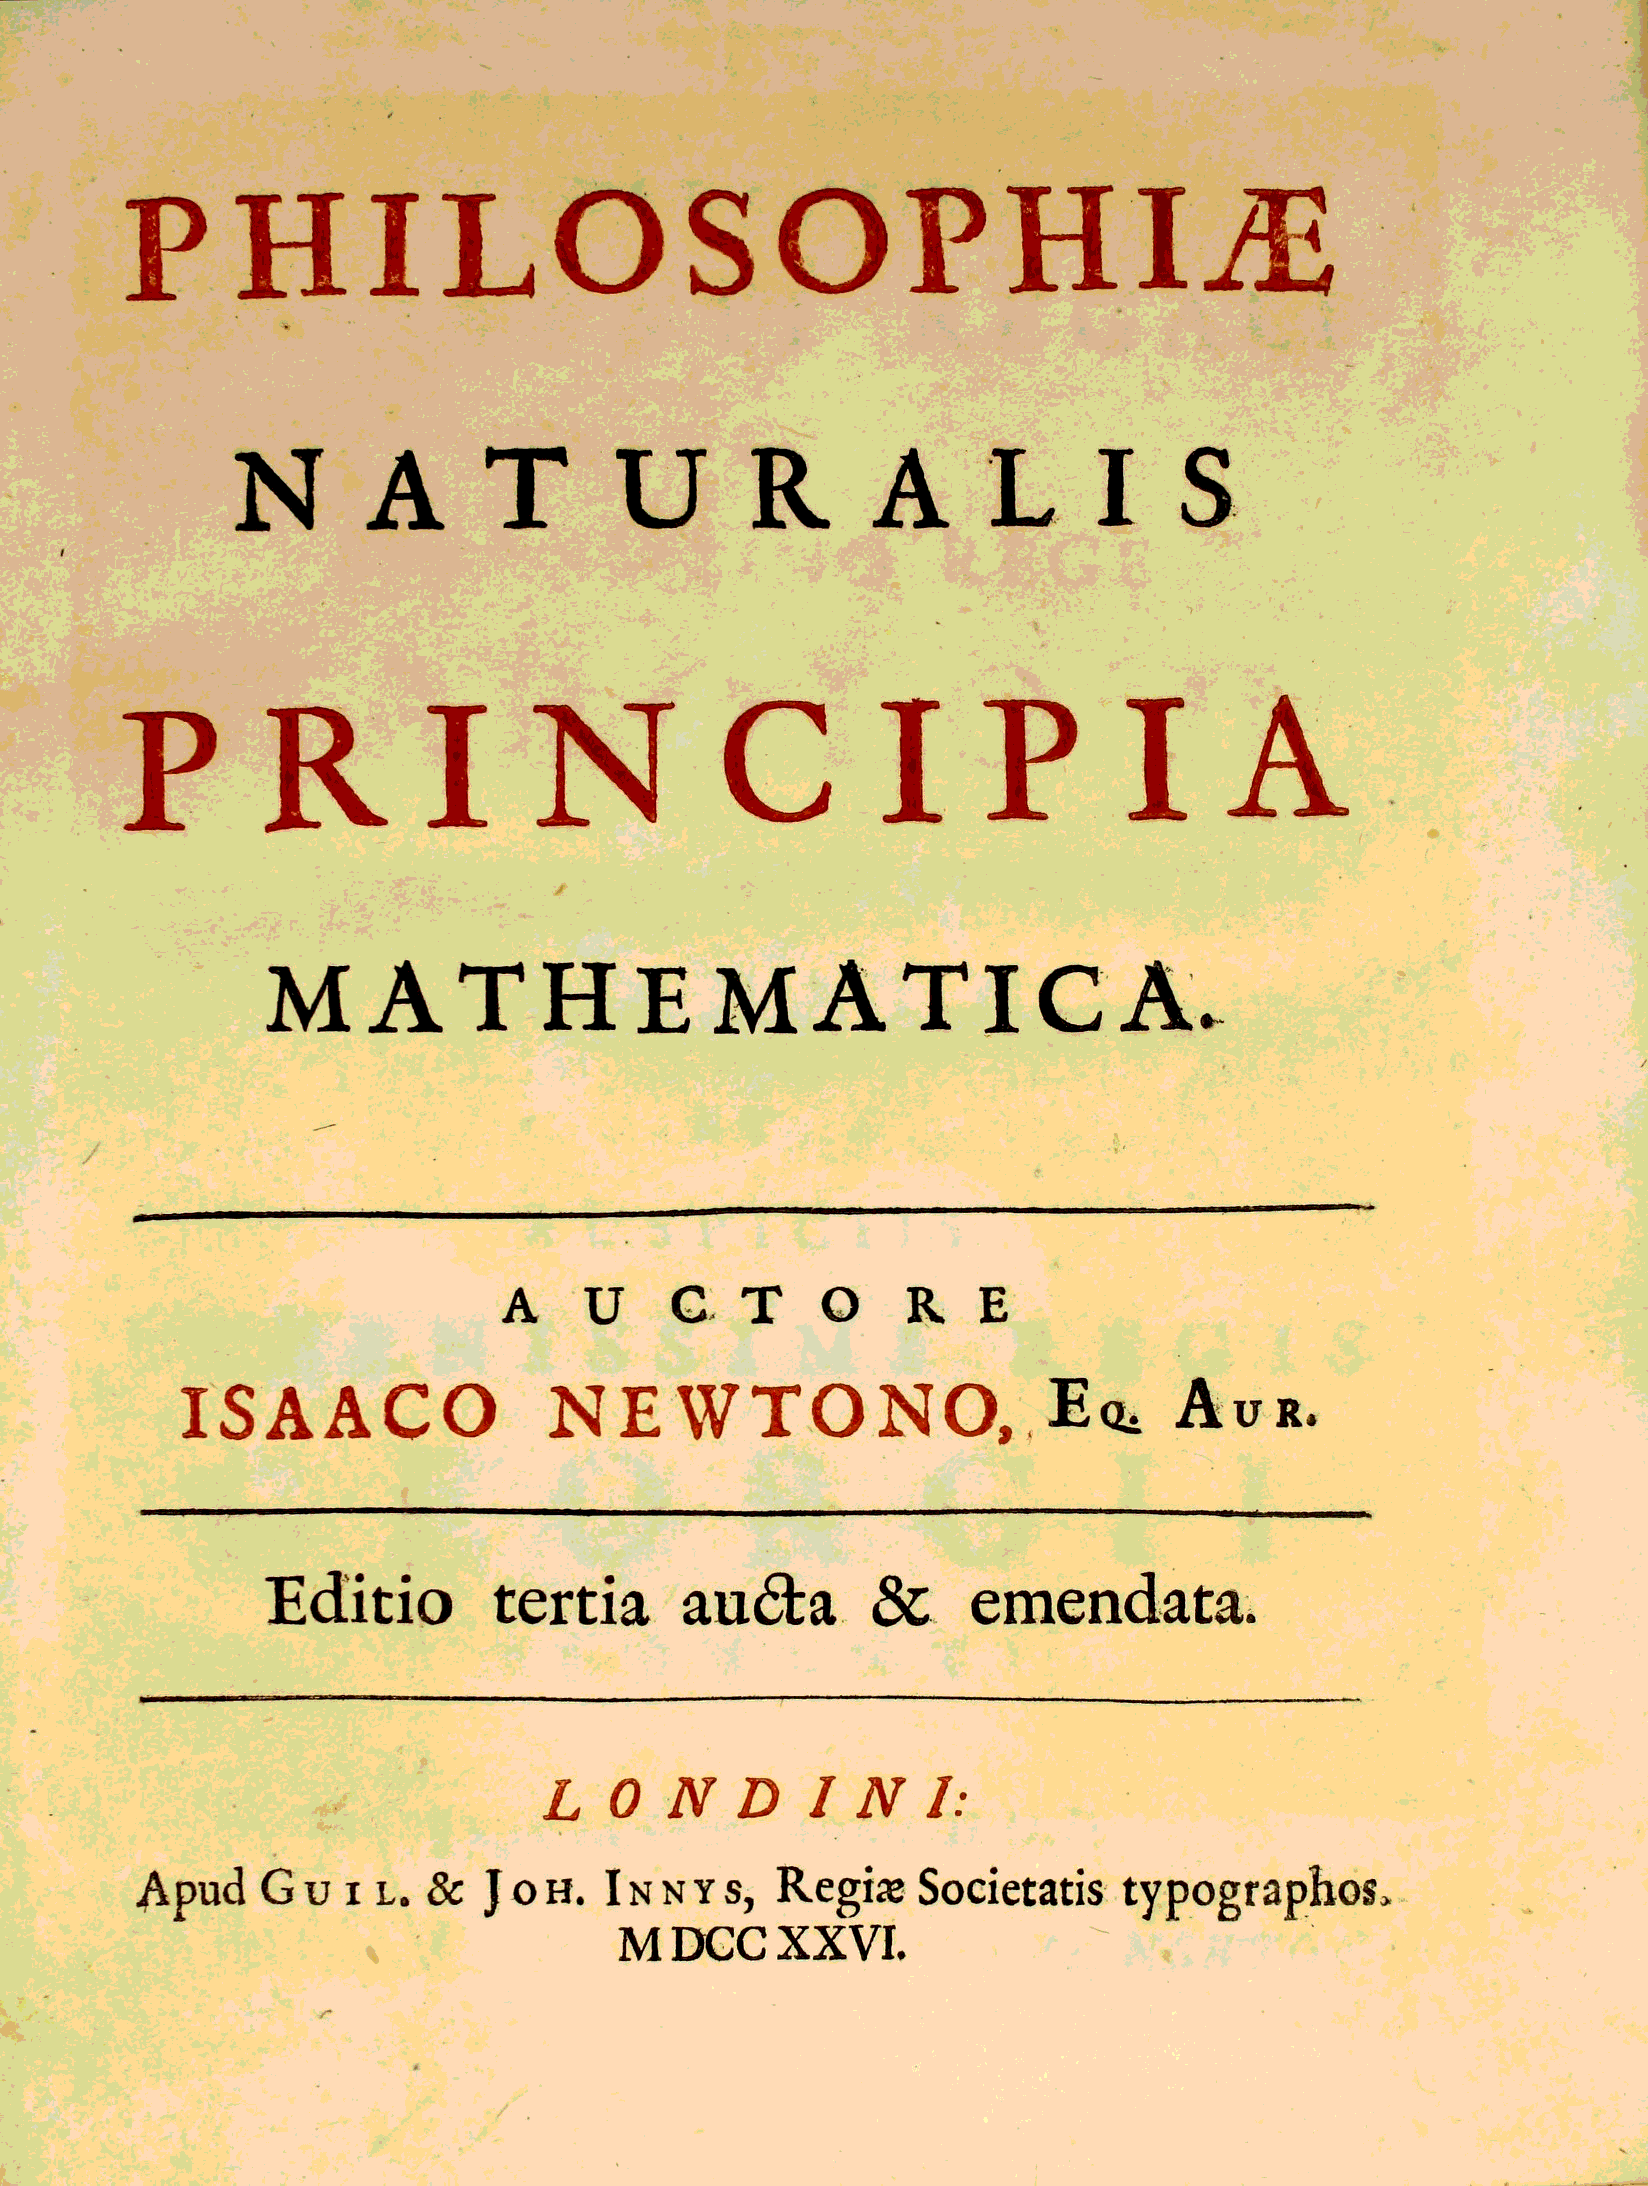 PHILOSOPHIÆ
NATURALIS
PRINCIPIA
MATHEMATICA.
AUCTORE
ISAACO NEWTONO, EQ. AUR.
Editio tertia aucta & emendata.
LONDINI:
Apud GUIL. & JOH. INNYS, Regiæ Societatis typographos.
MDCCXXVI.